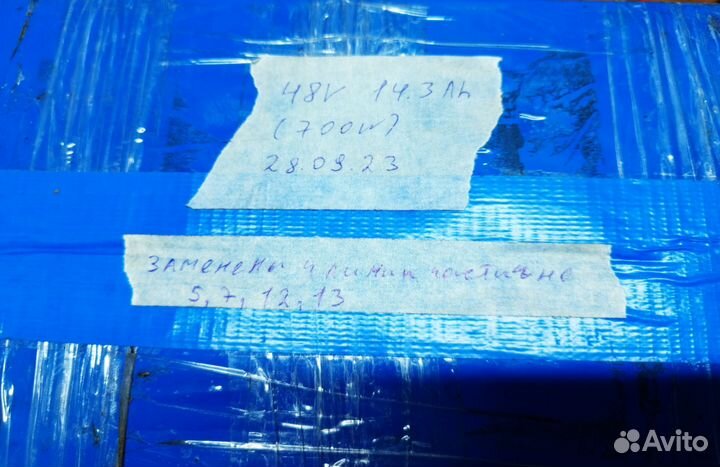 48V 14.3Ah
(700W)
28.09.23
ЗАМЕНЕНЫ 4 линии частично
5, 7, 12, 13
Avito